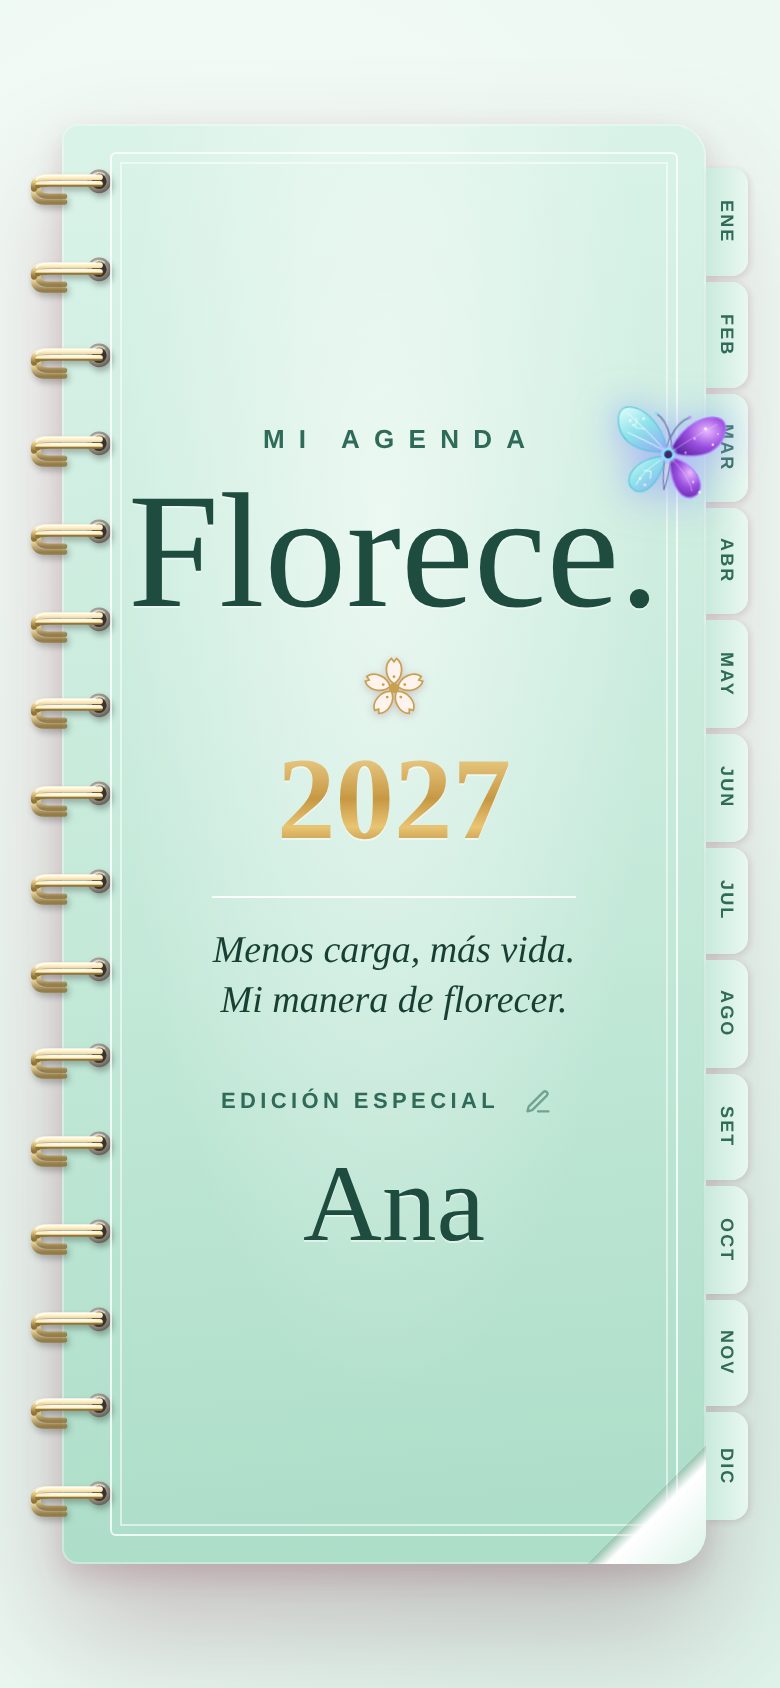 MI AGENDA
Florece.
2027
Menos carga, más vida.
Mi manera de florecer.
EDICIÓN ESPECIAL
Ana
ENE
FEB
MAR
ABR
MAY
JUN
JUL
AGO
SET
OCT
NOV
DIC